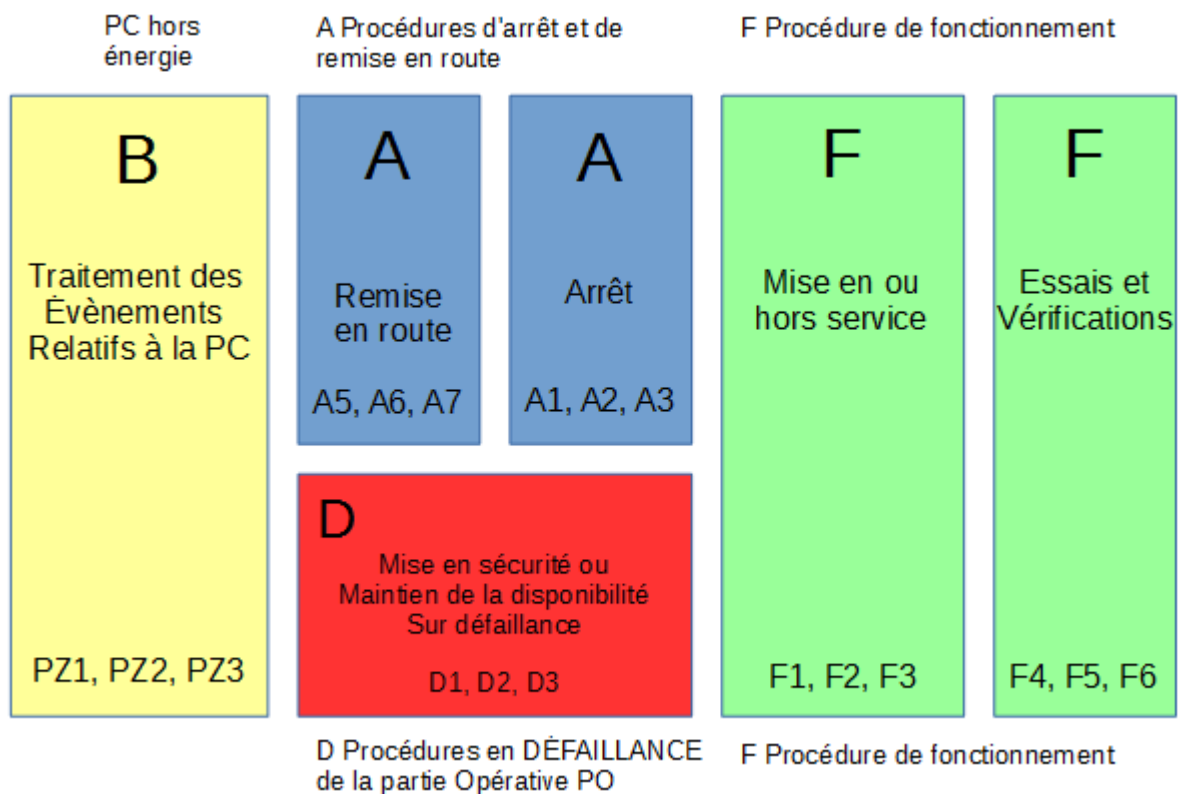 PC hors
énergie
A Procédures d'arrêt et de
remise en route
F Procédure de fonctionnement
B
Traitement des
Évènements
Relatifs à la PC
PZ1, PZ2, PZ3
A
Remise
en route
A5, A6, A7
A
Arrêt
A1, A2, A3
D
Mise en sécurité ou
Maintien de la disponibilité
Sur défaillance
D1, D2, D3
F
Mise en ou
hors service
F1, F2, F3
F
Essais et
Vérifications
F4, F5, F6
D Procédures en DÉFAILLANCE
de la partie Opérative PO
F Procédure de fonctionnement